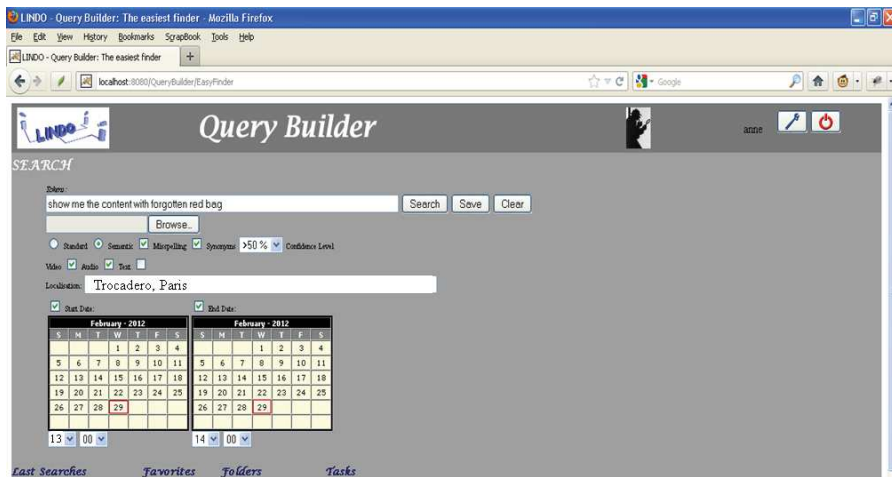 LINDO - Query Builder: The easiest finder - Mozilla Firefox
File Edit View History Bookmarks ScrapBook Tools Help
LINDO - Query Builder: The easiest finder +
localhost:8080/QueryBuilder/EasyFinder Google
LINDO Query Builder anne
SEARCH
Token:
show me the content with forgotten red bag Search Save Clear
Browse..
Standard Semantic Mispelling Synonyms >50 % Confidence Level
Video Audio Text
Localisation: Trocadero, Paris
Start Date: End Date:
February - 2012 February - 2012
S M T W T F S S M T W T F S
1 2 3 4 1 2 3 4
5 6 7 8 9 10 11 5 6 7 8 9 10 11
12 13 14 15 16 17 18 12 13 14 15 16 17 18
19 20 21 22 23 24 25 19 20 21 22 23 24 25
26 27 28 29 26 27 28 29
13 00 14 00
Last Searches Favorites Folders Tasks